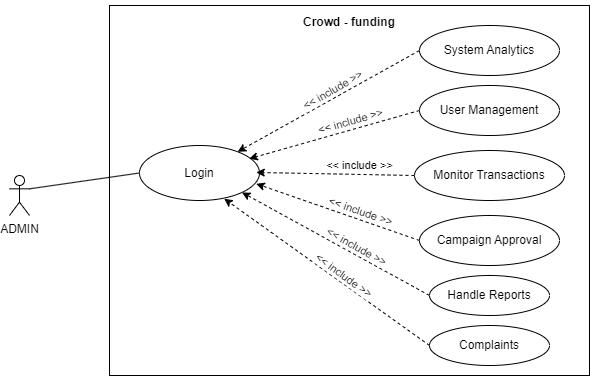 Crowd - funding
System Analytics
<< include >>
User Management
<< include >>
Login
<< include >>
Monitor Transactions
ADMIN
<< include >>
Campaign Approval
<< include >>
Handle Reports
<< include >>
Complaints